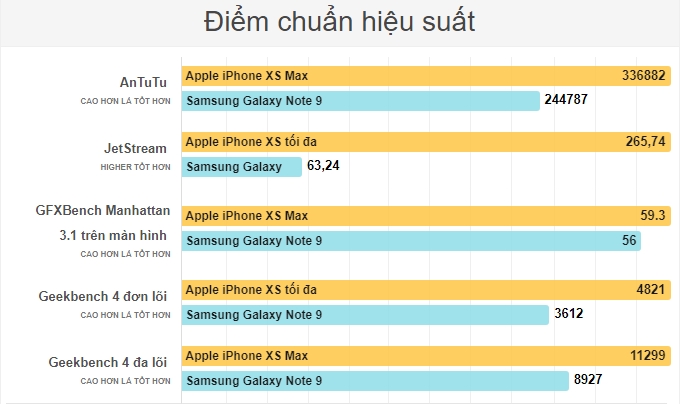 Điểm chuẩn hiệu suất
AnTuTu
CAO HƠN LÀ TỐT HƠN
Apple iPhone XS Max 336882
Samsung Galaxy Note 9 244787
JetStream
HIGHER TỐT HƠN
Apple iPhone XS tối đa 265,74
Samsung Galaxy 63,24
GFXBench Manhattan
3.1 trên màn hình
CAO HƠN LÀ TỐT HƠN
Apple iPhone XS Max 59.3
Samsung Galaxy Note 9 56
Geekbench 4 đơn lõi
CAO HƠN LÀ TỐT HƠN
Apple iPhone XS tối đa 4821
Samsung Galaxy Note 9 3612
Geekbench 4 đa lõi
CAO HƠN LÀ TỐT HƠN
Apple iPhone XS Max 11299
Samsung Galaxy Note 9 8927